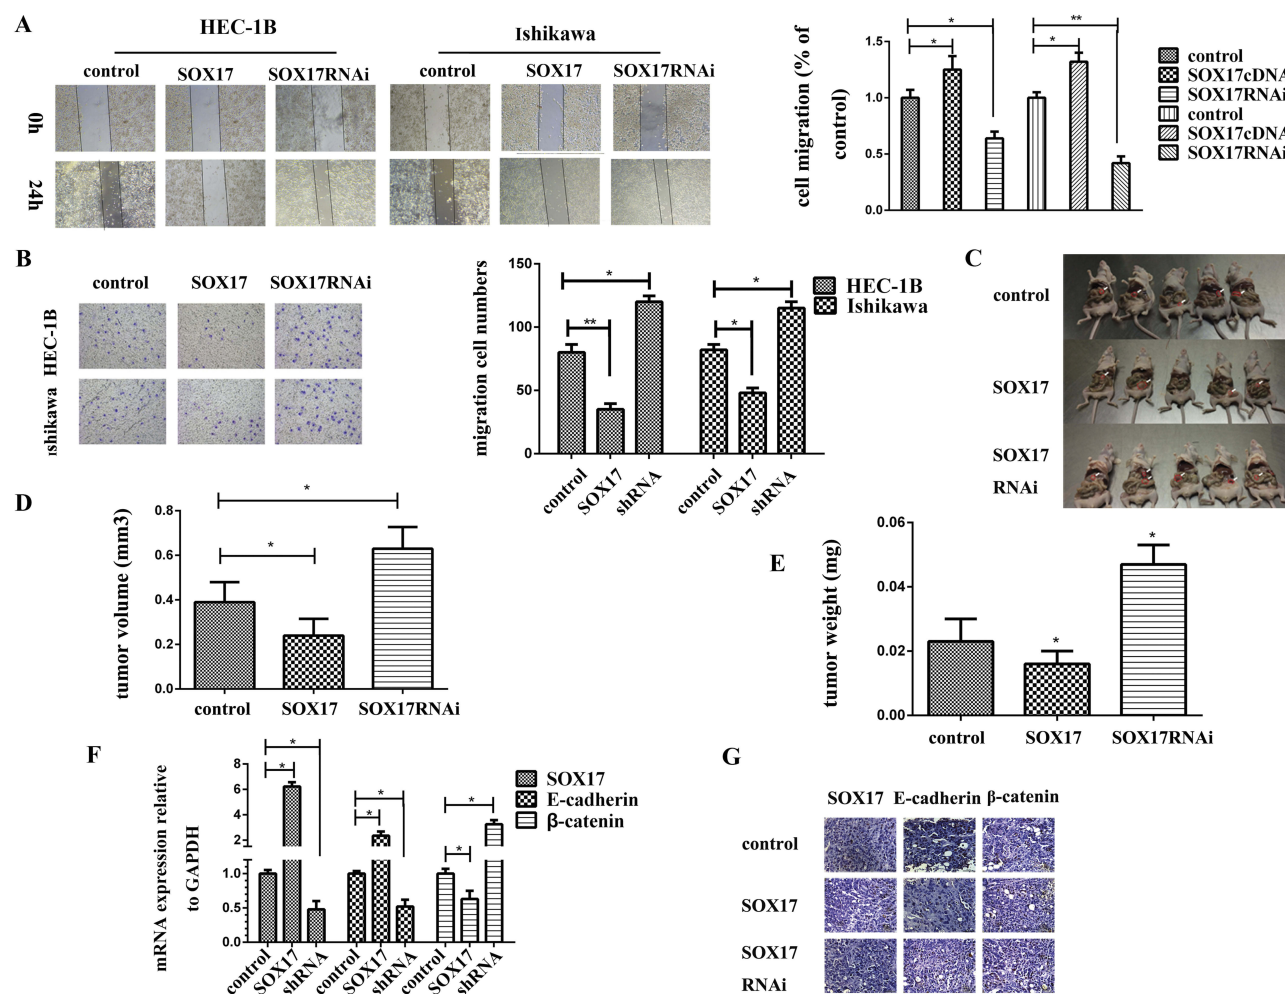 A
HEC-1B
Ishikawa
control
SOX17
SOX17RNAi
control
SOX17
SOX17RNAi
0h
24h
cell migration (% of
control)
1.5
1.0
0.5
0.0
*
*
**
*
control
SOX17cDNA
SOX17RNAi
control
SOX17cDNA
SOX17RNAi
B
control
SOX17
SOX17RNAi
HEC-1B
Ishikawa
migration cell numbers
150
100
50
0
*
**
*
*
HEC-1B
Ishikawa
control
SOX17
shRNA
control
SOX17
shRNA
C
control
SOX17
SOX17
RNAi
D
tumor volume (mm3)
0.8
0.6
0.4
0.2
0.0
*
*
control
SOX17
SOX17RNAi
E
tumor weight (mg)
0.06
0.04
0.02
0.00
*
*
control
SOX17
SOX17RNAi
F
mRNA expression relative
to GAPDH
8
6
4
2
1.0
0.5
0.0
*
*
*
*
*
*
SOX17
E-cadherin
β-catenin
control
SOX17
shRNA
control
SOX17
shRNA
control
SOX17
shRNA
G
SOX17 E-cadherin β-catenin
control
SOX17
SOX17
RNAi